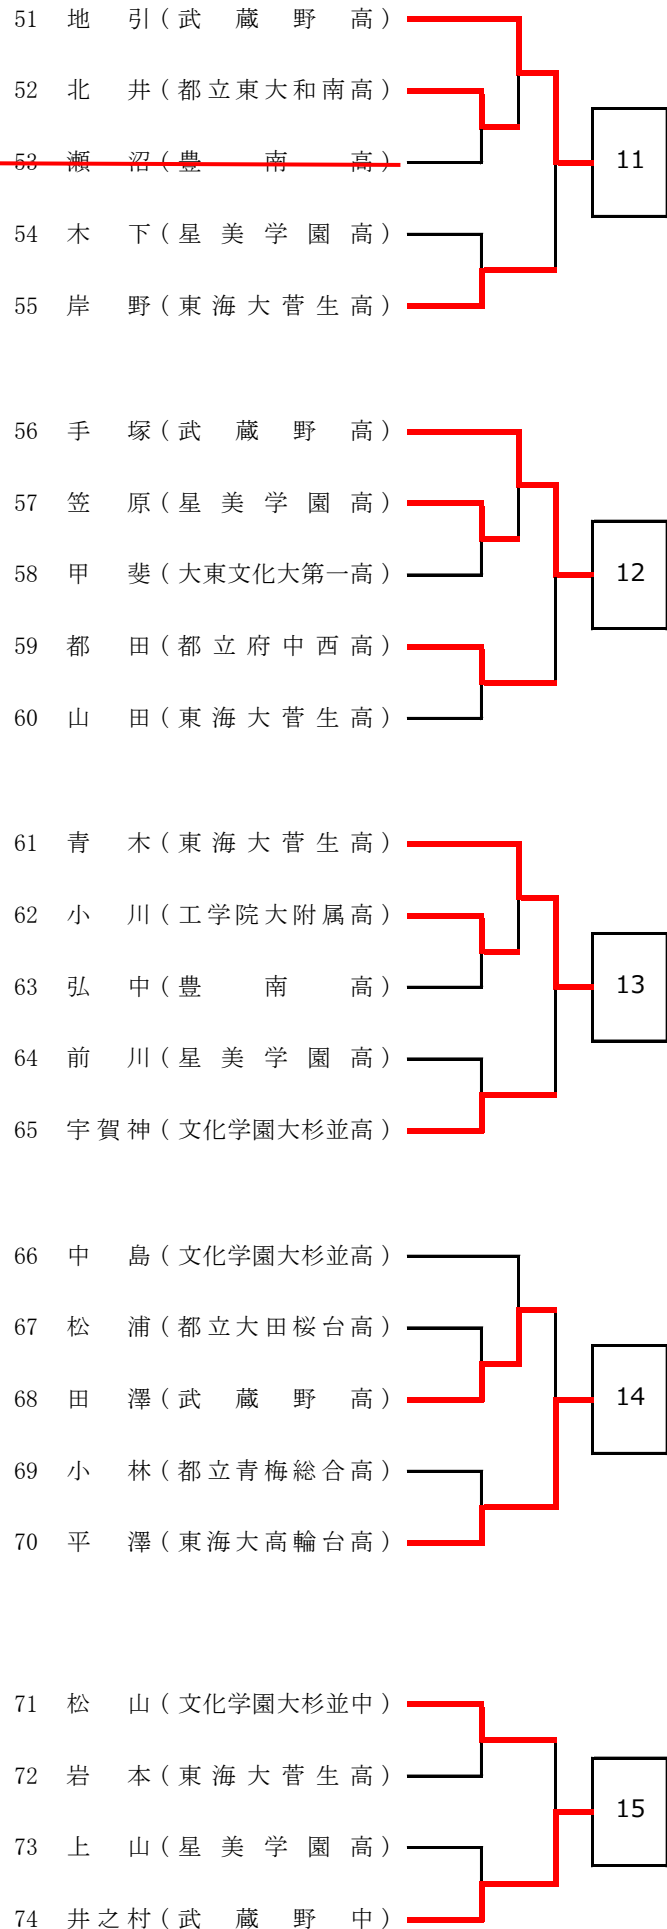 51 地 引 ( 武 蔵 野 高 )
52 北 井 ( 都立東大和南高 )
53 瀬 沼 ( 豊 南 高 )
11
54 木 下 ( 星 美 学 園 高 )
55 岸 野 ( 東 海 大 菅 生 高 )
56 手 塚 ( 武 蔵 野 高 )
57 笠 原 ( 星 美 学 園 高 )
58 甲 斐 ( 大東文化大第一高 )
12
59 都 田 ( 都 立 府 中 西 高 )
60 山 田 ( 東 海 大 菅 生 高 )
61 青 木 ( 東 海 大 菅 生 高 )
62 小 川 ( 工学院大附属高 )
63 弘 中 ( 豊 南 高 )
13
64 前 川 ( 星 美 学 園 高 )
65 宇賀神 ( 文化学園大杉並高 )
66 中 島 ( 文化学園大杉並高 )
67 松 浦 ( 都立大田桜台高 )
68 田 澤 ( 武 蔵 野 高 )
14
69 小 林 ( 都立青梅総合高 )
70 平 澤 ( 東海大高輪台高 )
71 松 山 ( 文化学園大杉並中 )
72 岩 本 ( 東 海 大 菅 生 高 )
15
73 上 山 ( 星 美 学 園 高 )
74 井之村 ( 武 蔵 野 中 )